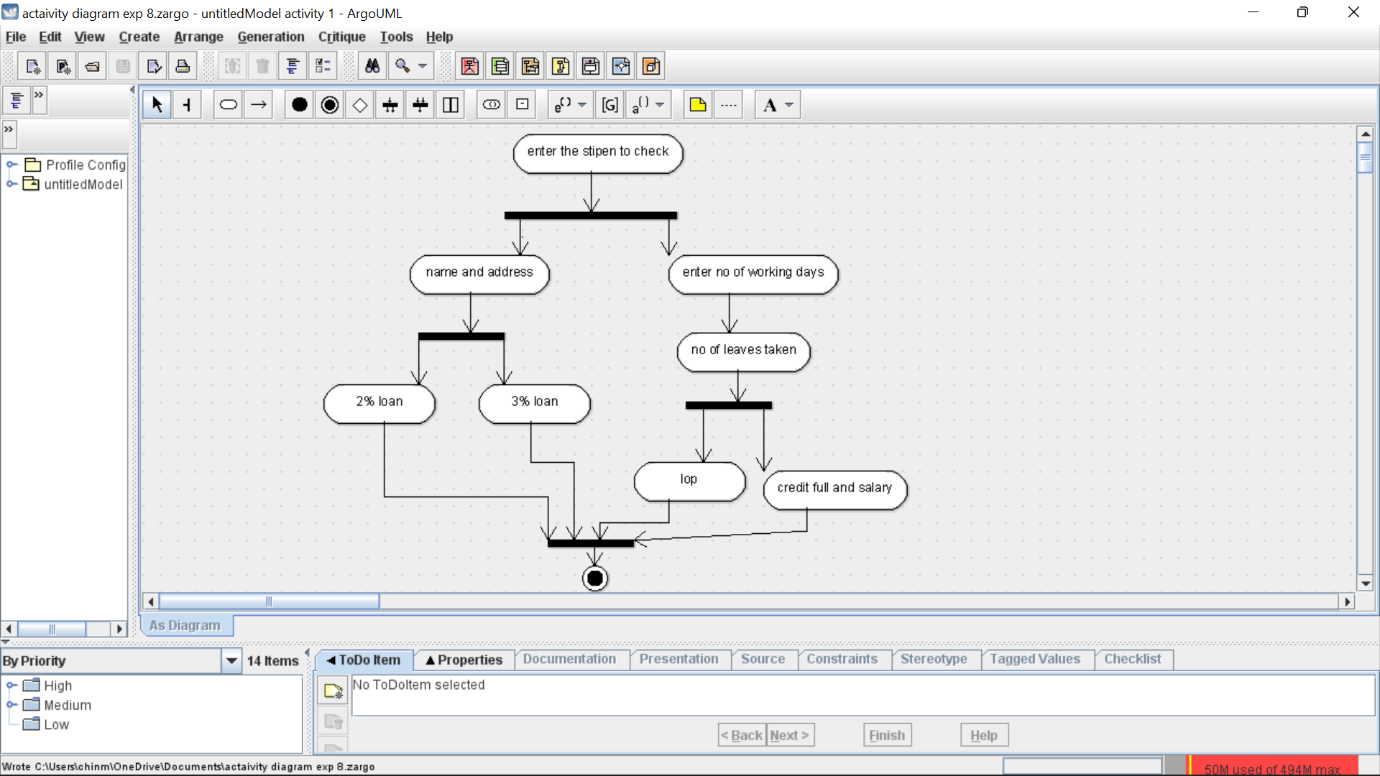 actaivity diagram exp 8.zargo - untitledModel activity 1 - ArgoUML
File Edit View Create Arrange Generation Critique Tools Help
Profile Config
untitledModel
enter the stipen to check
name and address
enter no of working days
no of leaves taken
2% loan
3% loan
lop
credit full and salary
As Diagram
By Priority
14 Items
High
Medium
Low
ToDo Item
Properties
Documentation
Presentation
Source
Constraints
Stereotype
Tagged Values
Checklist
No ToDoItem selected
< Back Next > Finish Help
Wrote C:\Users\chinm\OneDrive\Documents\actaivity diagram exp 8.zargo
50M used of 494M max